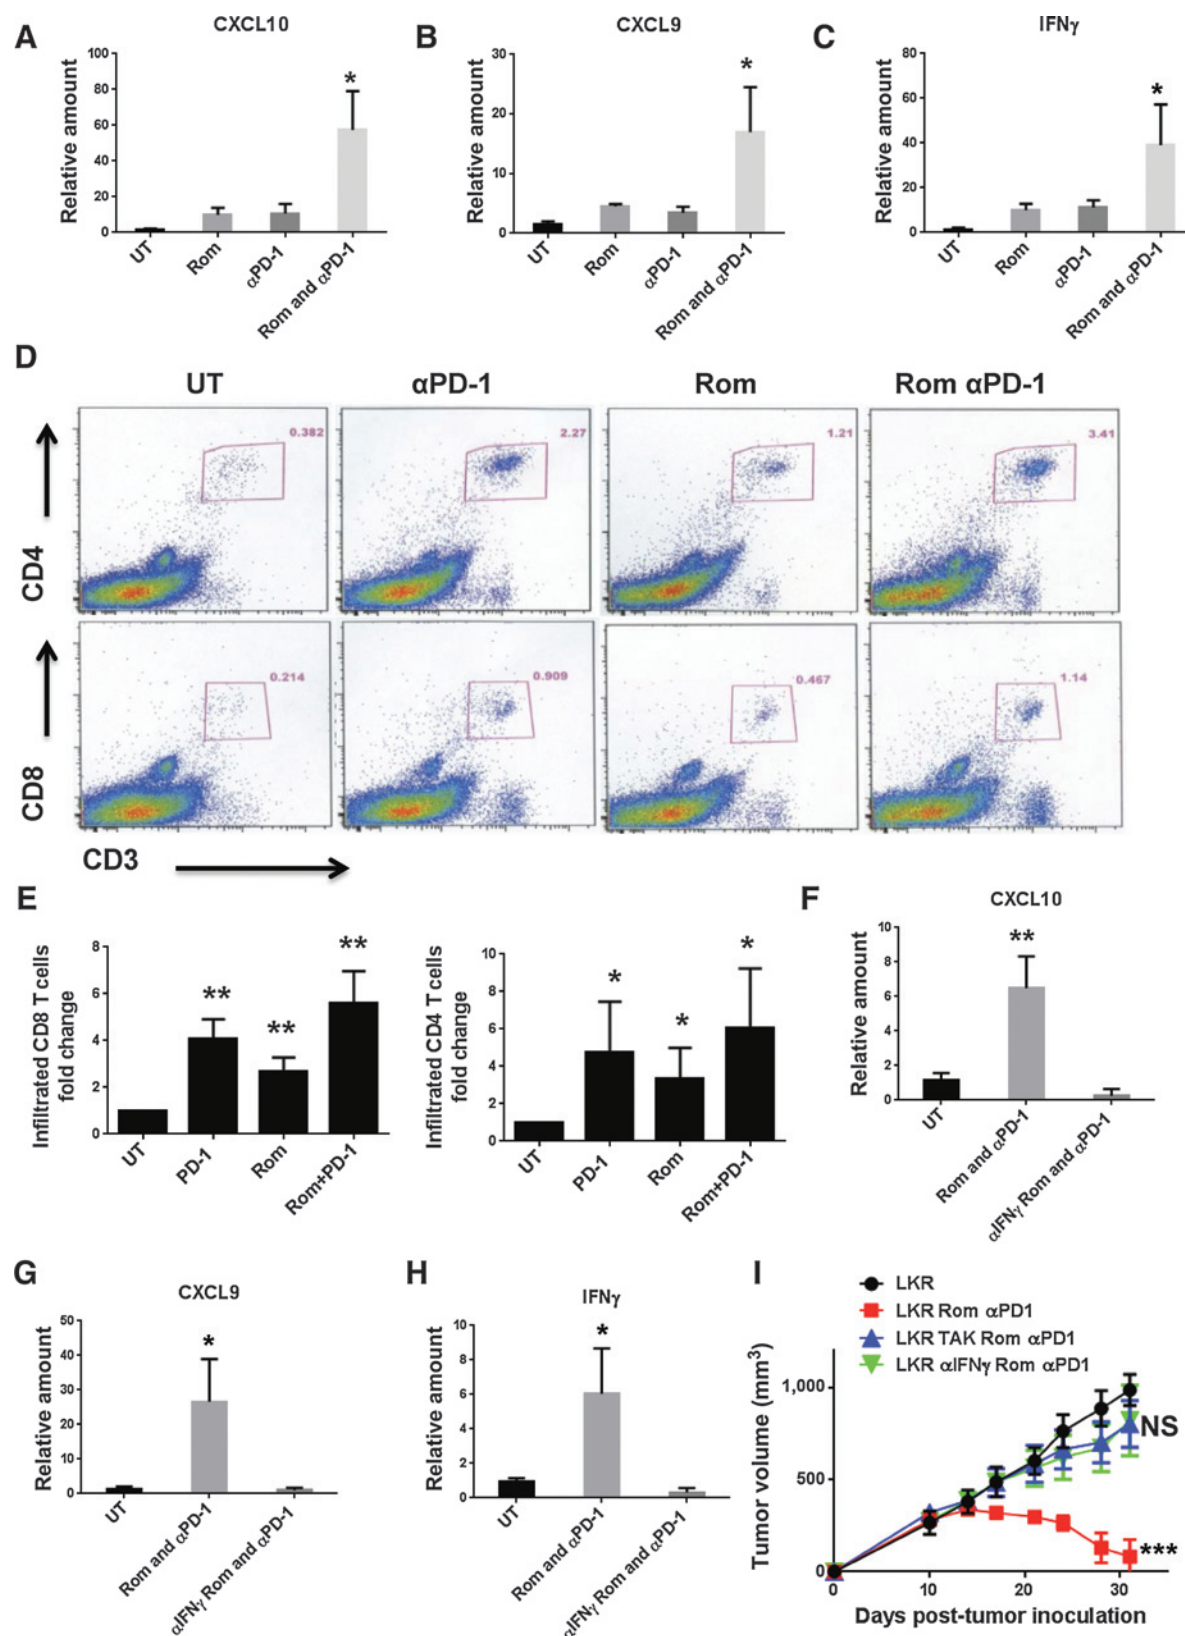 A
CXCL10
Relative amount
100
80
60
40
20
0
*
UT
Rom
αPD-1
Rom and αPD-1
B
CXCL9
Relative amount
30
20
10
0
*
UT
Rom
αPD-1
Rom and αPD-1
C
IFNγ
Relative amount
80
60
40
20
0
*
UT
Rom
αPD-1
Rom and αPD-1
D
UT
αPD-1
Rom
Rom αPD-1
CD4
0.382
2.27
1.21
3.41
CD8
0.214
0.909
0.467
1.14
CD3
E
Infiltrated CD8 T cells
fold change
8
6
4
2
0
**
**
**
UT
PD-1
Rom
Rom+PD-1
Infiltrated CD4 T cells
fold change
10
8
6
4
2
0
*
*
*
UT
PD-1
Rom
Rom+PD-1
F
CXCL10
Relative amount
10
8
6
4
2
0
**
UT
Rom and αPD-1
αIFNγ Rom and αPD-1
G
CXCL9
Relative amount
50
40
30
20
10
0
*
UT
Rom and αPD-1
αIFNγ Rom and αPD-1
H
IFNγ
Relative amount
10
8
6
4
2
0
*
UT
Rom and αPD-1
αIFNγ Rom and αPD-1
I
LKR
LKR Rom αPD1
LKR TAK Rom αPD1
LKR αIFNγ Rom αPD1
Tumor volume (mm3)
1,000
500
0
NS
***
0
10
20
30
Days post-tumor inoculation